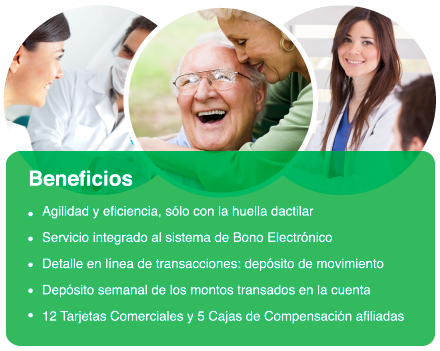 Beneficios
• Agilidad y eficiencia, sólo con la huella dactilar
• Servicio integrado al sistema de Bono Electrónico
• Detalle en línea de transacciones: depósito de movimiento
• Depósito semanal de los montos transados en la cuenta
• 12 Tarjetas Comerciales y 5 Cajas de Compensación afiliadas